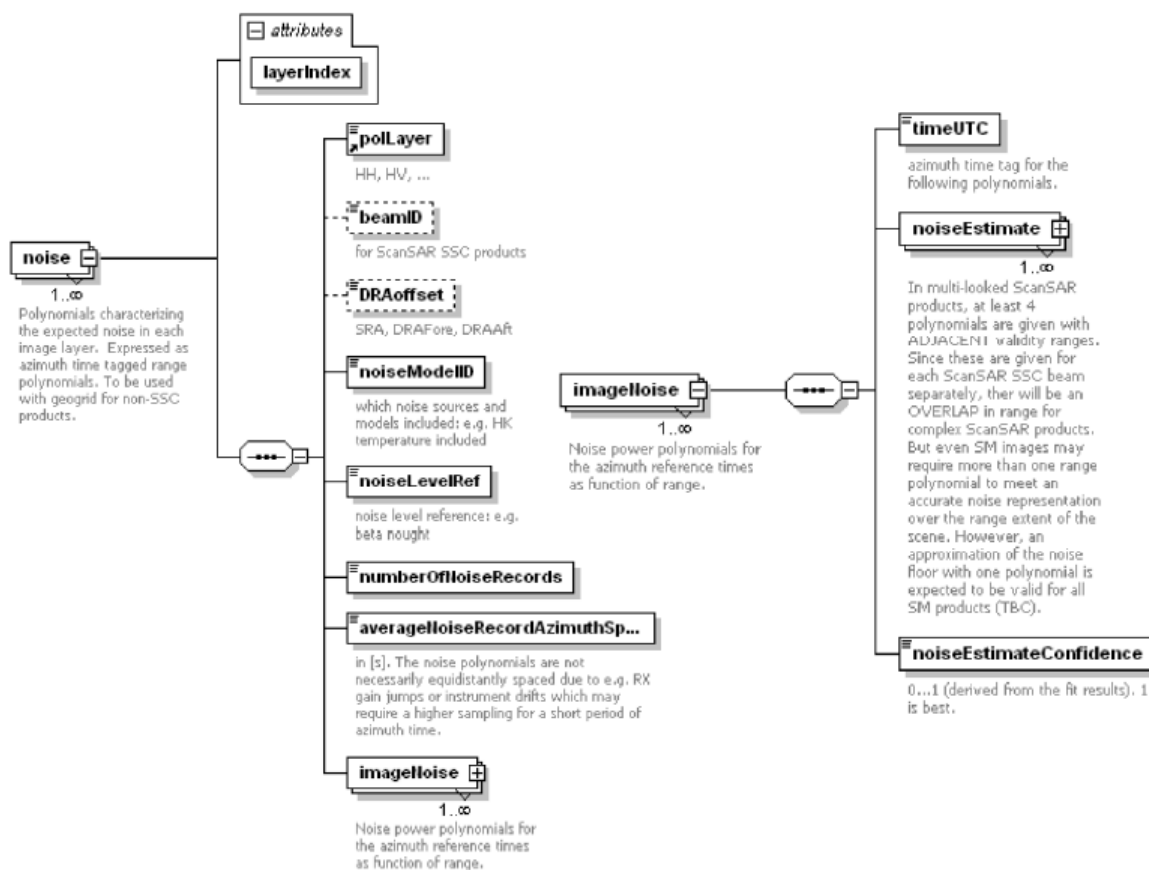 attributes
layerIndex
polLayer
HH, HV, ...
beamID
for ScanSAR SSC products
DRAoffset
SRA, DRAFore, DRAAft
noiseModelID
which noise sources and
models included: e.g. HK
temperature included
noiseLevelRef
noise level reference: e.g.
beta nought
numberOfNoiseRecords
averageNoiseRecordAzimuthSp...
in [s]. The noise polynomials are not
necessarily equidistantly spaced due to e.g. RX
gain jumps or instrument drifts which may
require a higher sampling for a short period of
azimuth time.
imageNoise
1..∞
Noise power polynomials for
the azimuth reference times
as function of range.
noise
1..∞
Polynomials characterizing
the expected noise in each
image layer. Expressed as
azimuth time tagged range
polynomials. To be used
with geogrid for non-SSC
products.
imageNoise
1..∞
Noise power polynomials for
the azimuth reference times
as function of range.
timeUTC
azimuth time tag for the
following polynomials.
noiseEstimate
1..∞
In multi-looked ScanSAR
products, at least 4
polynomials are given with
ADJACENT validity ranges.
Since these are given for
each ScanSAR SSC beam
separately, ther will be an
OVERLAP in range for
complex ScanSAR products.
But even SM images may
require more than one range
polynomial to meet an
accurate noise representation
over the range extent of the
scene. However, an
approximation of the noise
floor with one polynomial is
expected to be valid for all
SM products (TBC).
noiseEstimateConfidence
0...1 (derived from the fit results). 1
is best.